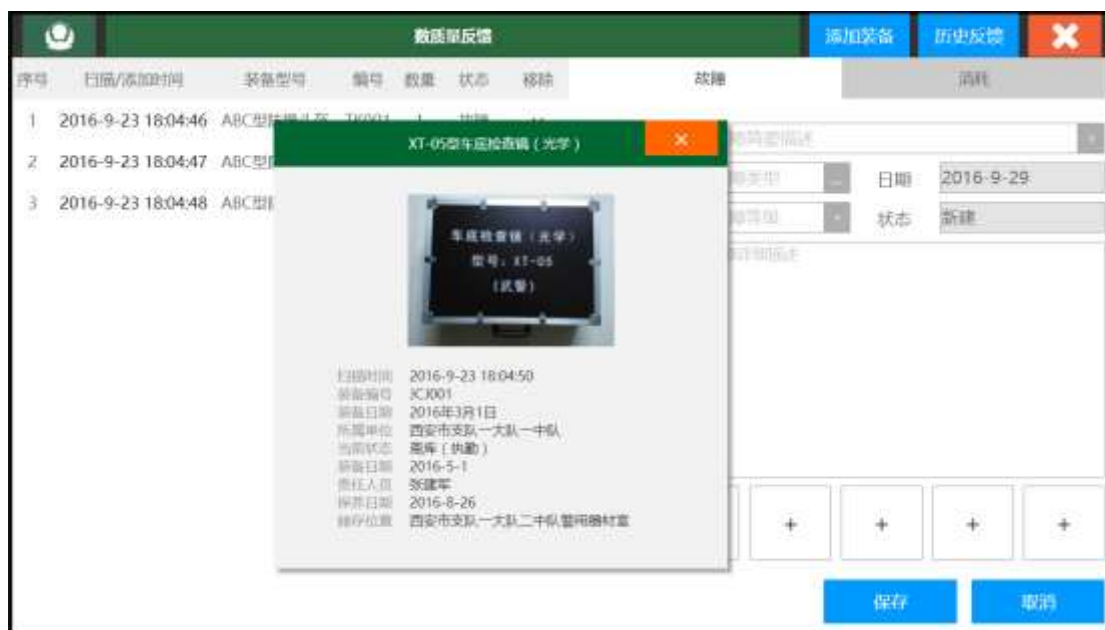 数质量反馈 添加装备 历史反馈
序号 扫描/添加时间 装备型号 编号 数量 状态 移除 故障 消耗
1 2016-9-23 18:04:46 TK001 1 故障
2 2016-9-23 18:04:47 ABC型
3 2016-9-23 18:04:48 ABC型
日期 2016-9-29
状态 新建
XT-05型车底检查镜(光学)
车底检查镜(光学)
型号:XT-05
(武警)
扫描时间 2016-9-23 18:04:50
装备编号 JCJ001
装备日期 2016年3月1日
所属单位 西安市支队一大队一中队
当前状态 离库(执勤)
装备日期 2016-5-1
责任人员 张建军
保养日期 2016-8-26
储存位置 西安市支队一大队二中队警用器材室
+ + + +
保存 取消